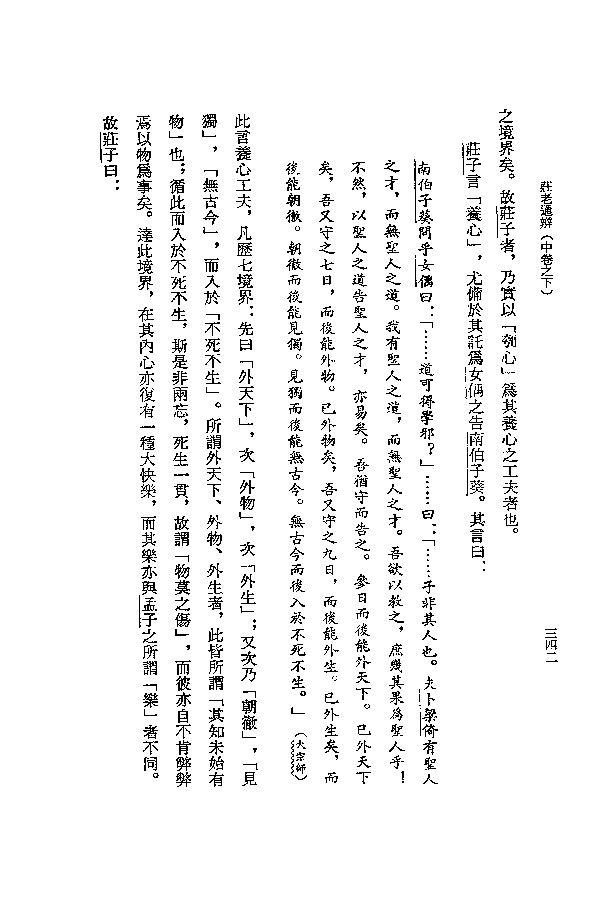 莊老通辨(中卷之下)
三四二
之境界矣。故莊子者,乃實以「刳心」爲其養心之工夫者也。
莊子言「養心」,尤備於其託爲女偊之告南伯子葵。其言曰:
南伯子葵問乎女偊曰:「……道可得學邪?」……曰:「……子非其人也。夫卜梁倚有聖人
之才,而無聖人之道。我有聖人之道,而無聖人之才。吾欲以教之,庶幾其果爲聖人乎!
不然,以聖人之道告聖人之才,亦易矣。吾猶守而告之。參日而後能外天下。已外天下
矣,吾又守之七日,而後能外物。已外物矣,吾又守之九日,而後能外生。已外生矣,而
後能朝徹。朝徹而後能見獨。見獨而後能無古今。無古今而後入於不死不生。」(大宗師)
此言養心工夫,凡歷七境界:先曰「外天下」,次「外物」,次「外生」;又次乃「朝徹」,「見
獨」,「無古今」,而入於「不死不生」。所謂外天下、外物、外生者,此皆所謂「其知未始有
物」也;循此而入於不死不生,斯是非兩忘,死生一貫,故謂「物莫之傷」,而彼亦自不肯弊弊
焉以物爲事矣。達此境界,在其內心亦復有一種大快樂,而其樂亦與孟子之所謂「樂」者不同。
故莊子曰: